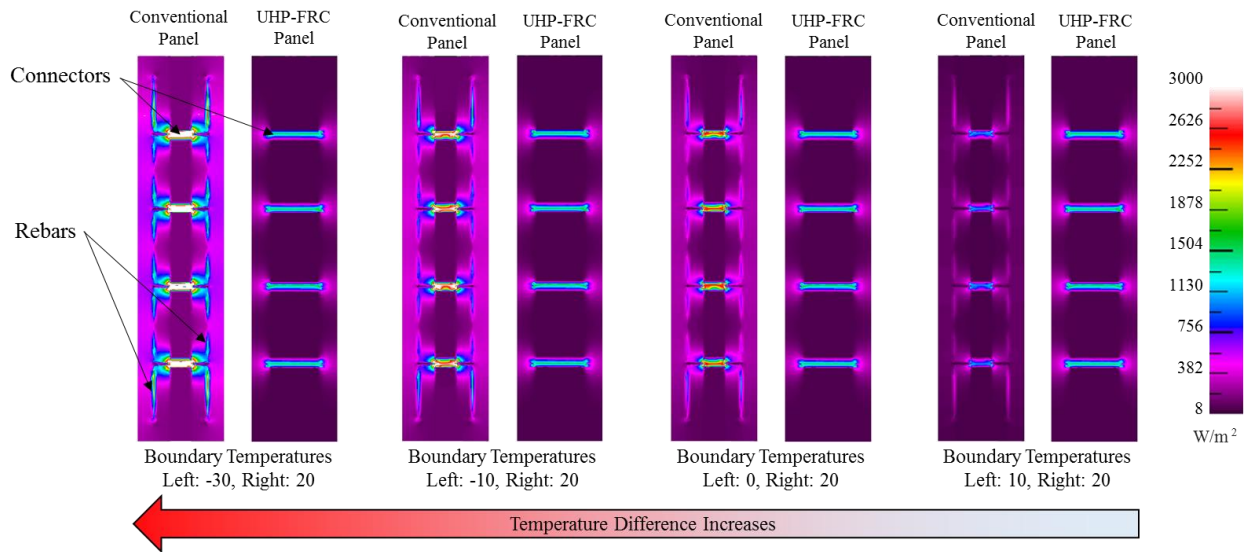 Conventional
Panel
UHP-FRC
Panel
Conventional
Panel
UHP-FRC
Panel
Conventional
Panel
UHP-FRC
Panel
Conventional
Panel
UHP-FRC
Panel
Connectors
Rebars
3000
2626
2252
1878
1504
1130
756
382
8
W/m²
Boundary Temperatures
Left: -30, Right: 20
Boundary Temperatures
Left: -10, Right: 20
Boundary Temperatures
Left: 0, Right: 20
Boundary Temperatures
Left: 10, Right: 20
Temperature Difference Increases